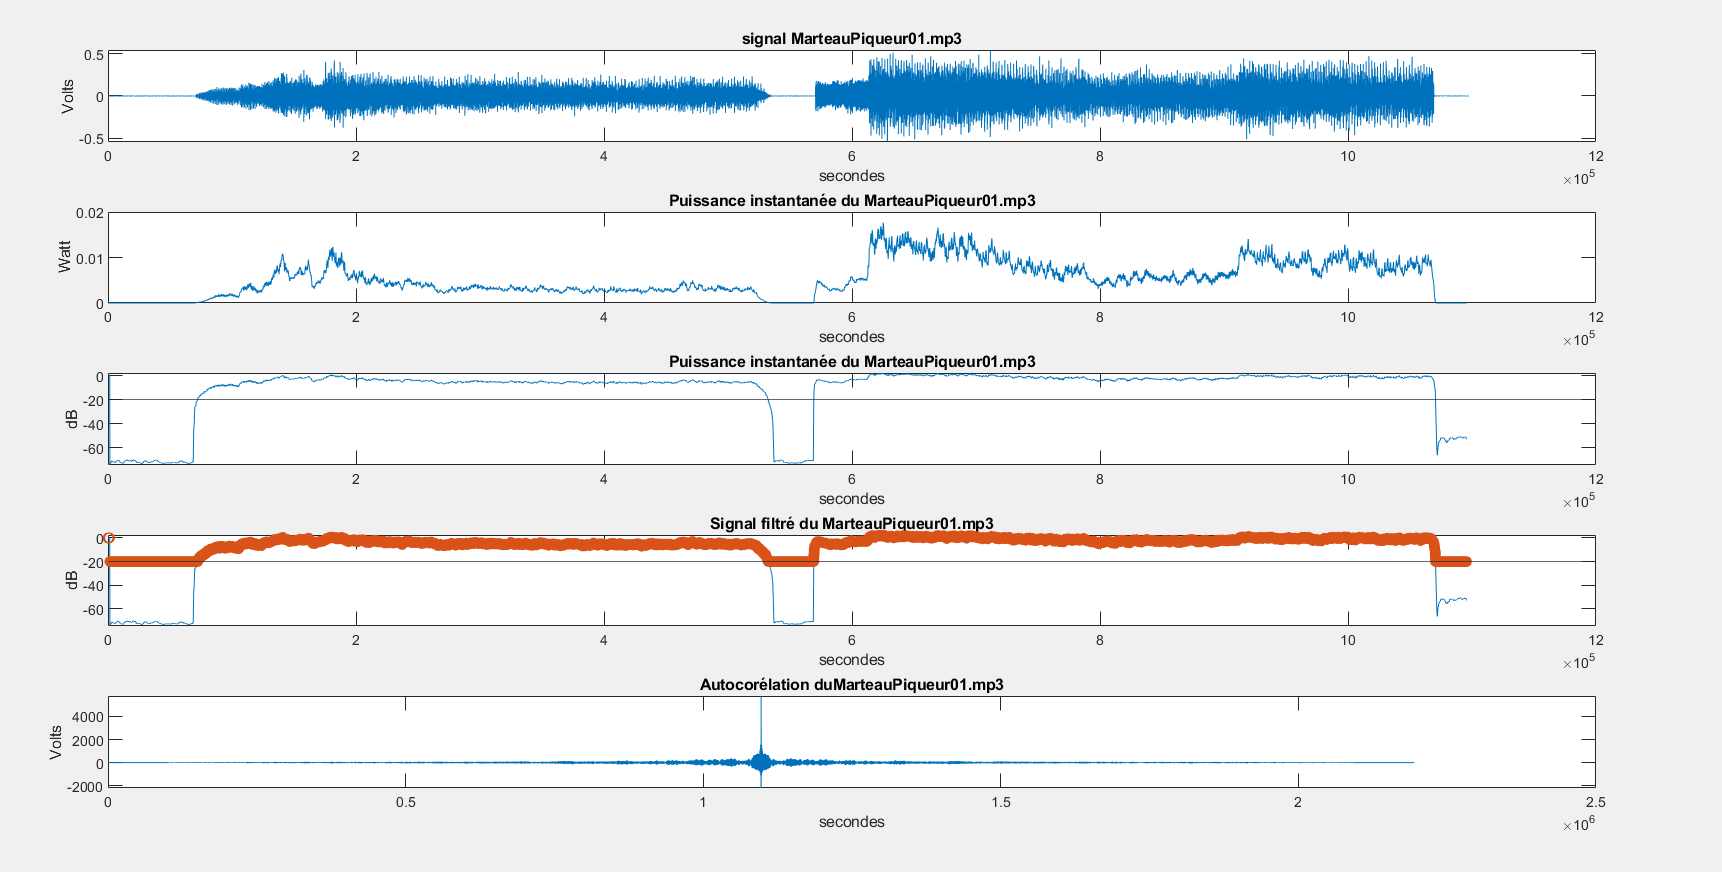 signal MarteauPiqueur01.mp3
Volts
0.5
0
-0.5
0 2 4 6 8 10 12
secondes
×10^5
Puissance instantanée du MarteauPiqueur01.mp3
Watt
0.02
0.01
0
0 2 4 6 8 10 12
secondes
×10^5
Puissance instantanée du MarteauPiqueur01.mp3
dB
0
-20
-40
-60
0 2 4 6 8 10 12
secondes
×10^5
Signal filtré du MarteauPiqueur01.mp3
dB
0
-20
-40
-60
0 2 4 6 8 10 12
secondes
×10^5
Autocorélation duMarteauPiqueur01.mp3
Volts
4000
2000
0
-2000
0 0.5 1 1.5 2 2.5
secondes
×10^6